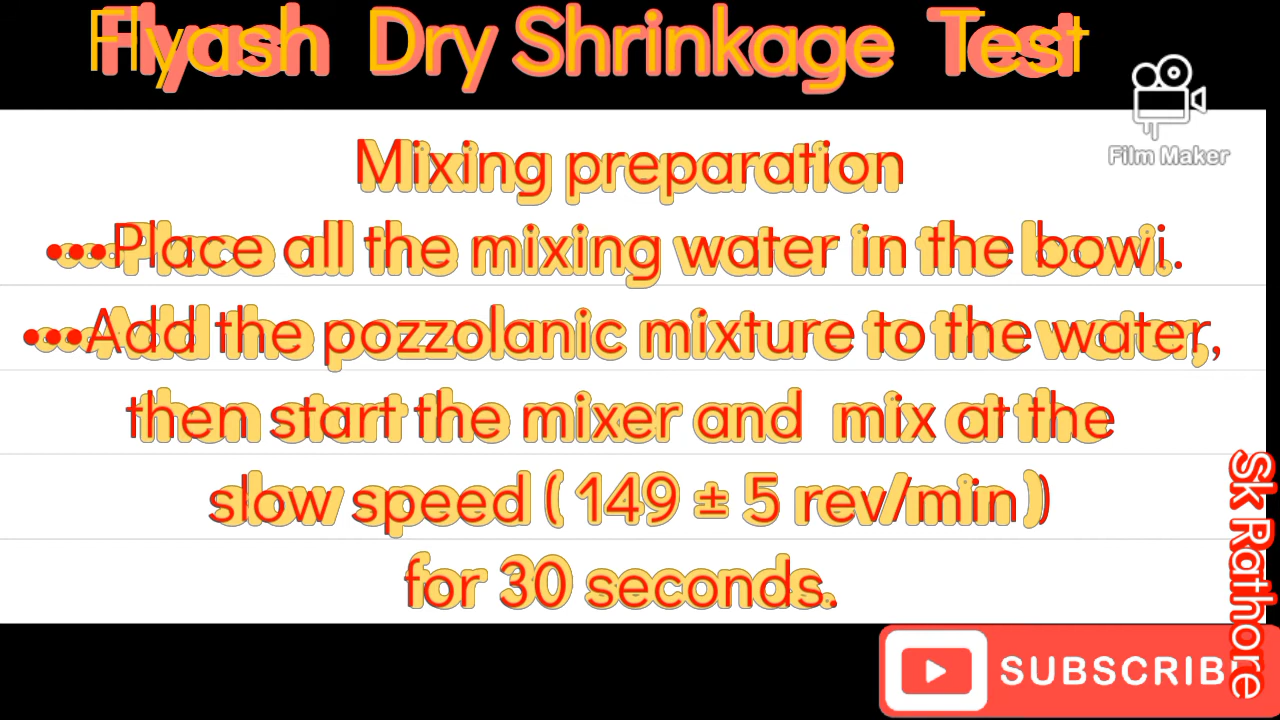 Flyash Dry Shrinkage Test
Film Maker
Mixing preparation
•••Place all the mixing water in the bowi.
•••Add the pozzolanic mixture to the water,
then start the mixer and mix at the
slow speed ( 149 ± 5 rev/min )
for 30 seconds.
Sk Rathore
SUBSCRIBE